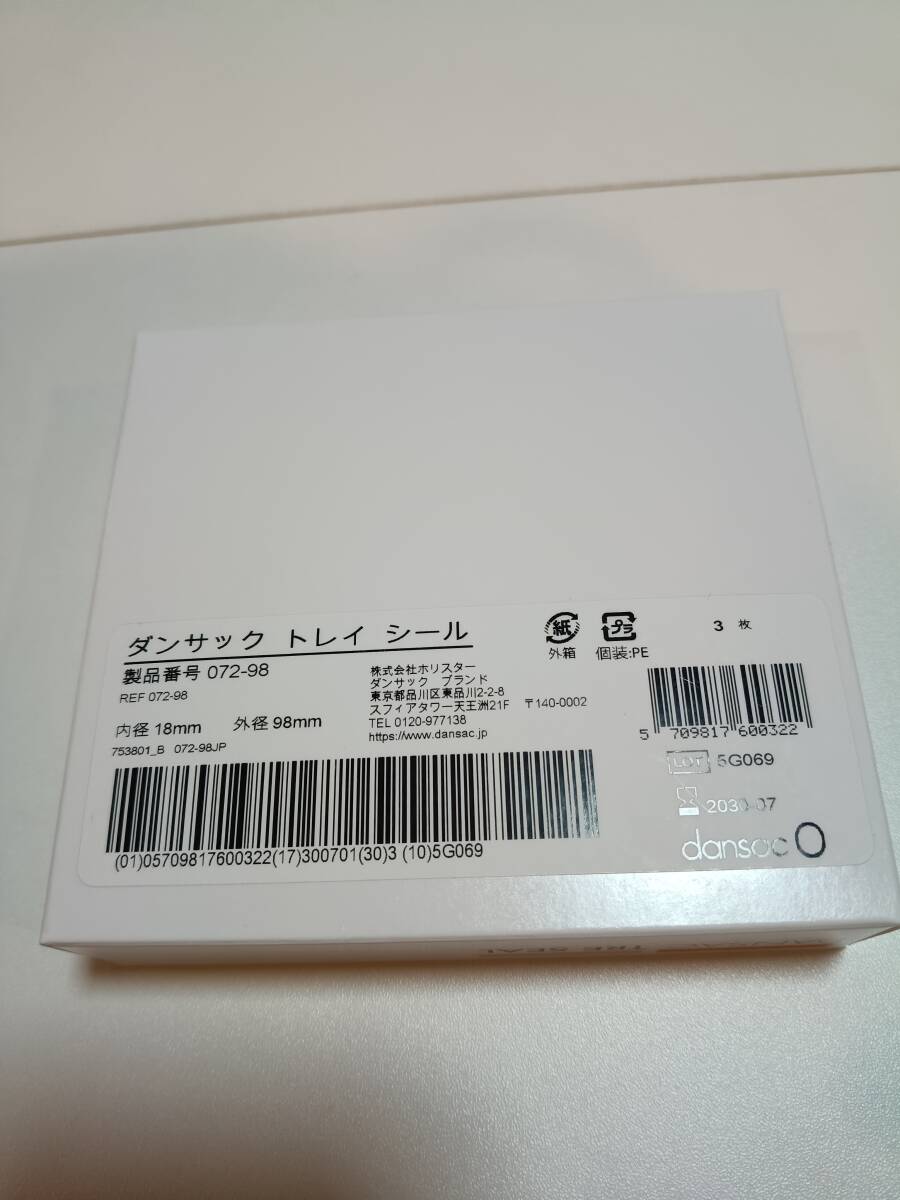 ダンサック トレイ シール
製品番号 072-98
REF 072-98
内径 18mm 外径 98mm
753801_B 072-98JP
株式会社ホリスター
ダンサック ブランド
東京都品川区東品川2-2-8
スフィアタワー天王洲21F 〒140-0002
TEL 0120-977138
https://www.dansac.jp
紙
外箱
プラ
個装:PE
3 枚
5 709817 600322
LOT 5G069
2030-07
dansac
(01)05709817600322(17)300701(30)3 (10)5G069
TRE SEAL